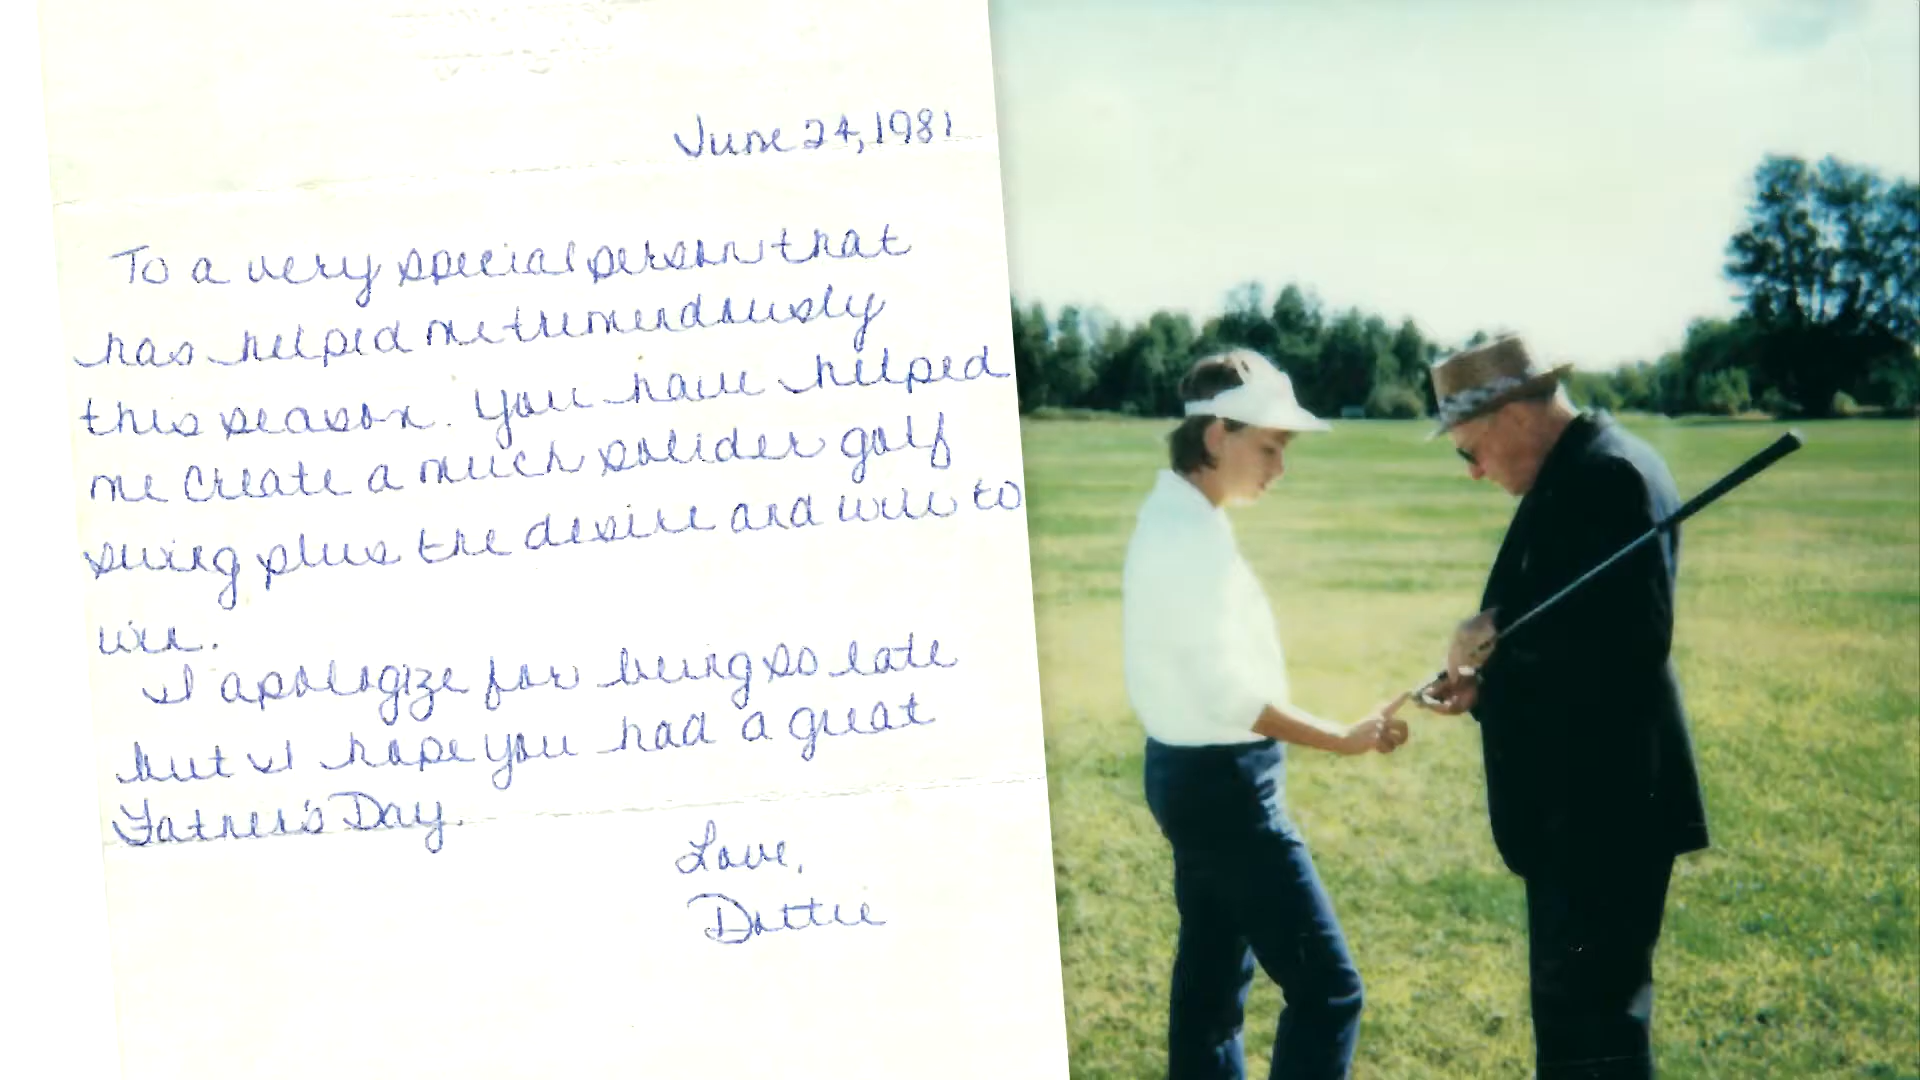 June 24, 1981
To a very special person that
has helped me tremendously
this season. You have helped
me create a much solider golf
swing plus the desire and will to
win.
I apologize for being so late
but I hope you had a great
Father's Day.
Love,
Dottie